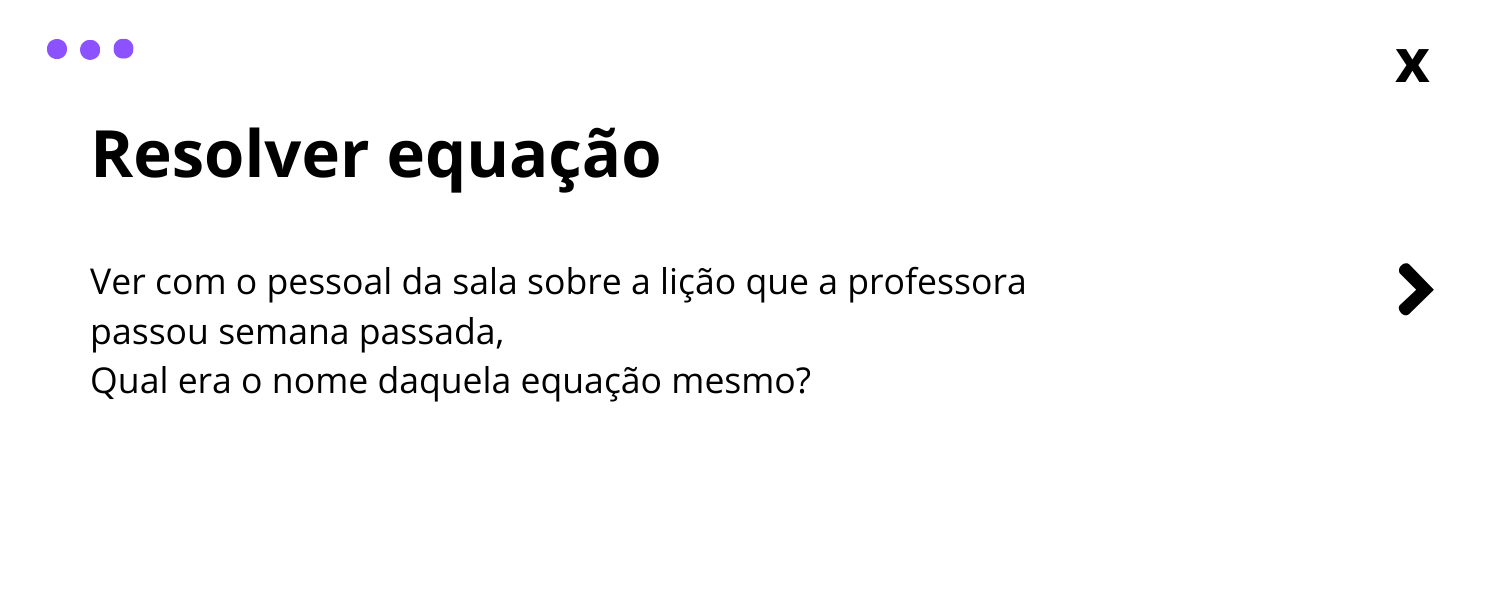 x
Resolver equação
Ver com o pessoal da sala sobre a lição que a professora
passou semana passada,
Qual era o nome daquela equação mesmo?